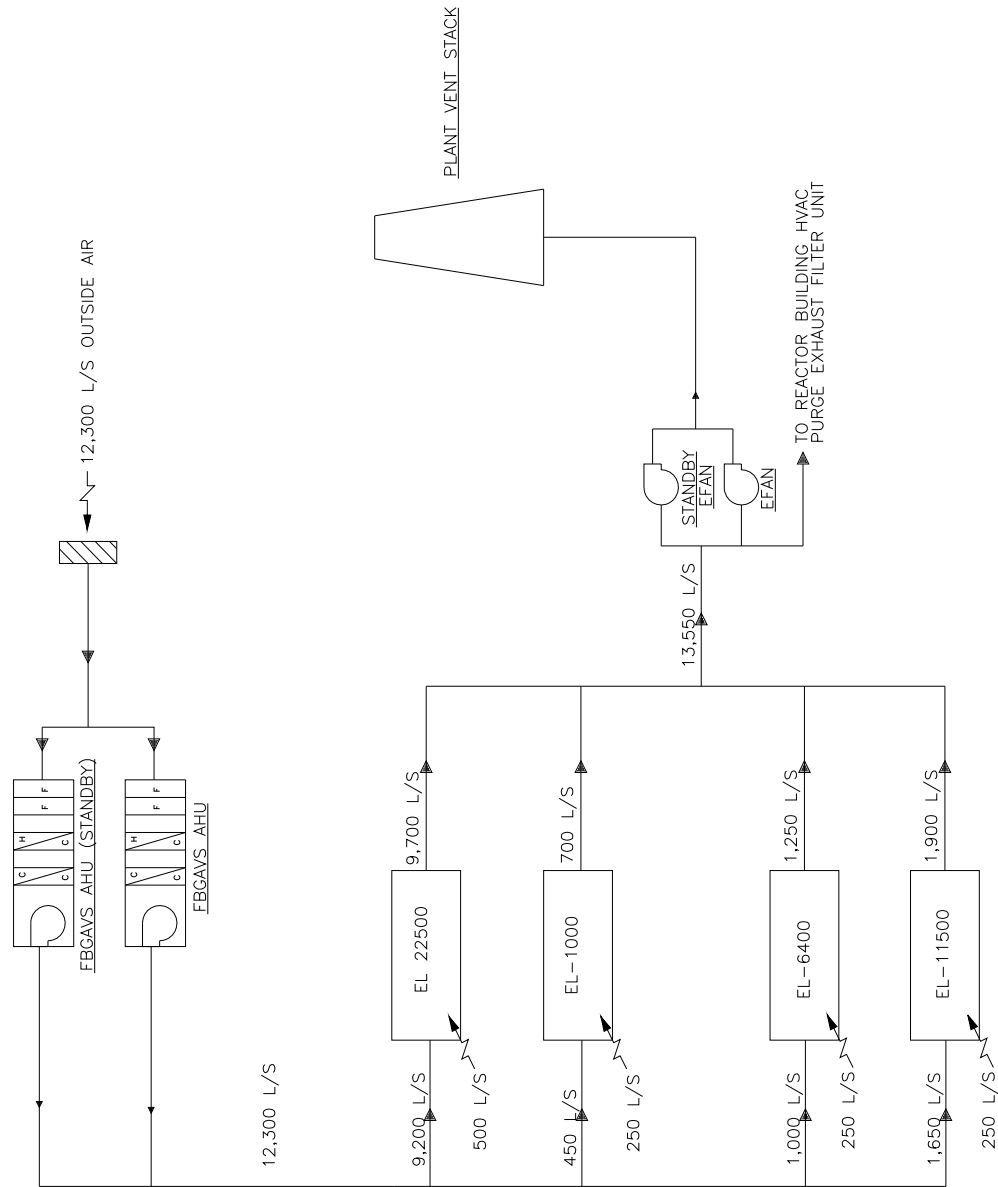 PLANT VENT STACK
12,300 L/S OUTSIDE AIR
TO REACTOR BUILDING HVAC
PURGE EXHAUST FILTER UNIT
STANDBY
EFAN
EFAN
13,550 L/S
FBGAVS AHU (STANDBY)
C C H C F F
FBGAVS AHU
C C H C F F
12,300 L/S
9,700 L/S
700 L/S
1,250 L/S
1,900 L/S
EL 22500
EL-1000
EL-6400
EL-11500
9,200 L/S
500 L/S
450 L/S
250 L/S
1,000 L/S
250 L/S
1,650 L/S
250 L/S